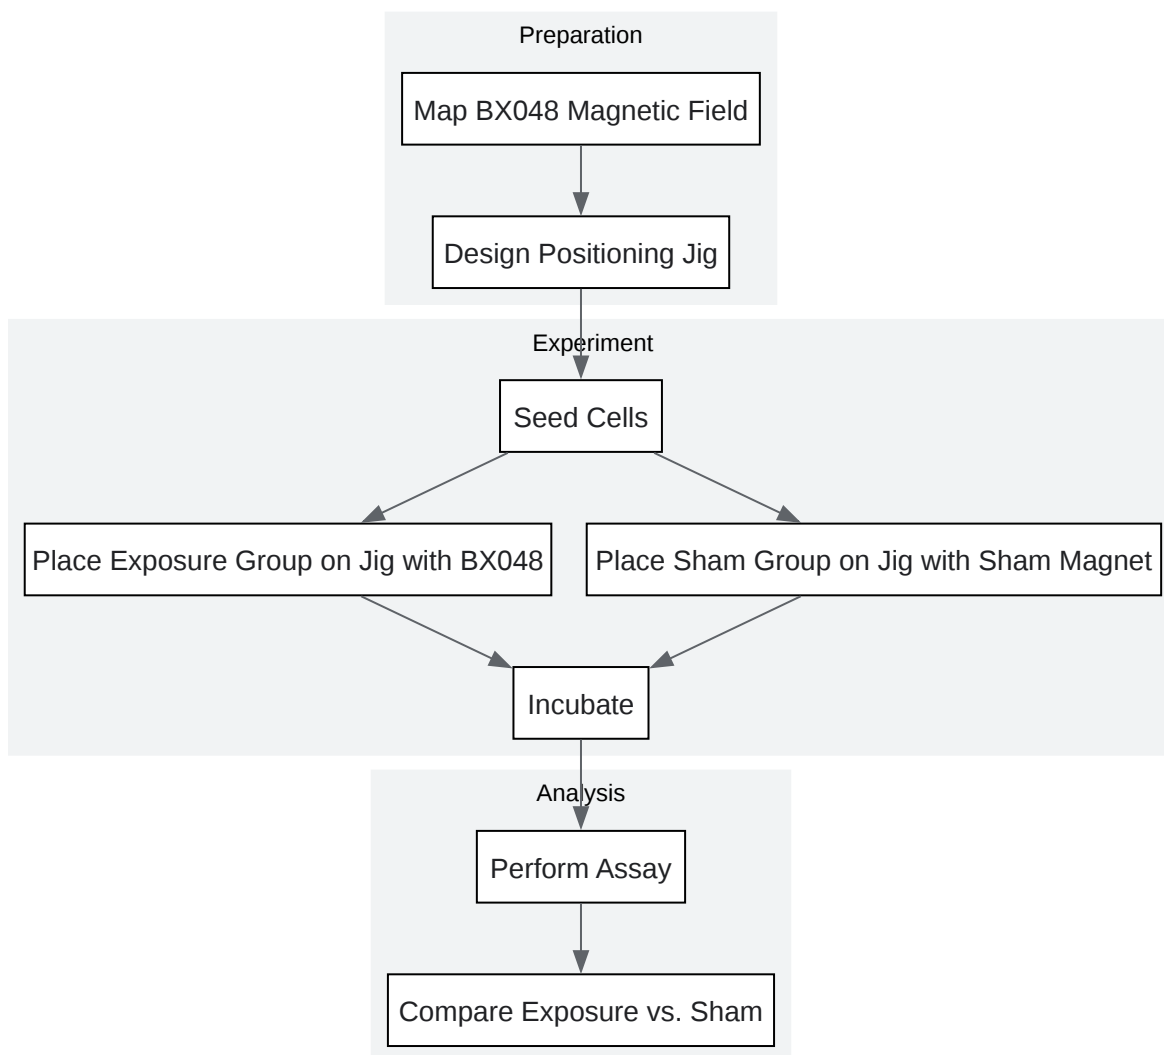 Preparation
Map BX048 Magnetic Field
Design Positioning Jig
Experiment
Seed Cells
Place Exposure Group on Jig with BX048
Place Sham Group on Jig with Sham Magnet
Incubate
Analysis
Perform Assay
Compare Exposure vs. Sham